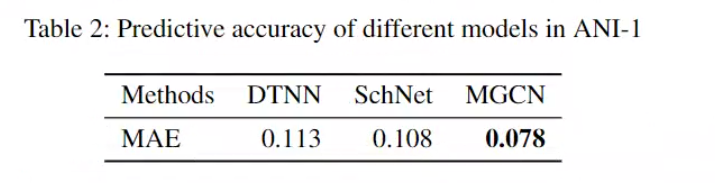 Table 2: Predictive accuracy of different models in ANI-1
Methods DTNN SchNet MGCN
MAE 0.113 0.108 0.078